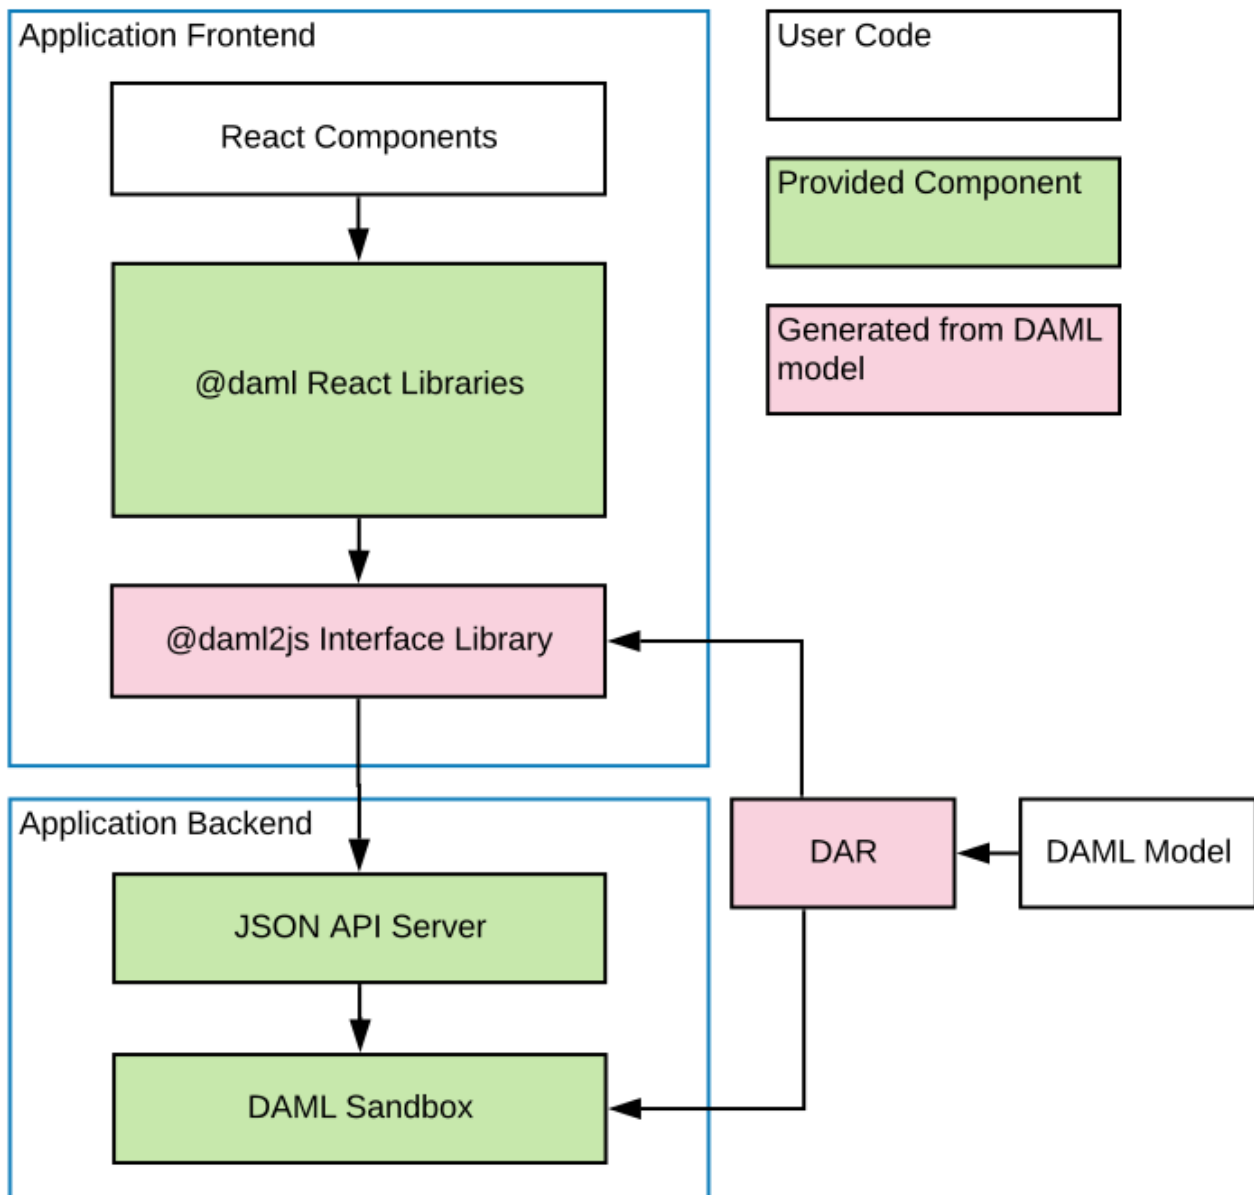 Application Frontend
React Components
@daml React Libraries
@daml2js Interface Library
User Code
Provided Component
Generated from DAML
model
Application Backend
JSON API Server
DAML Sandbox
DAR
DAML Model